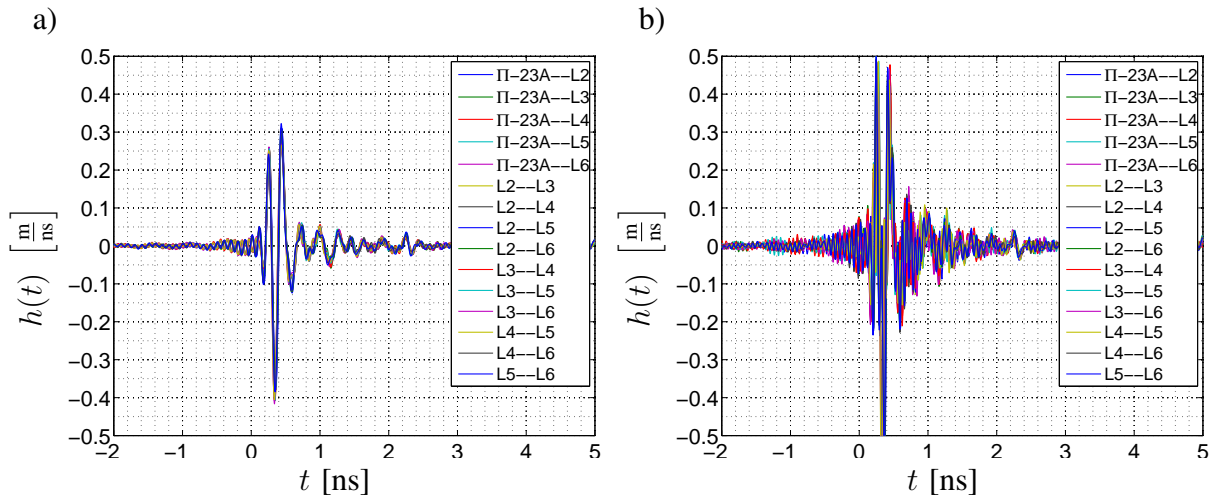 a)
0.5
0.4
0.3
0.2
0.1
0
−0.1
−0.2
−0.3
−0.4
−0.5
h(t) [m/ns]
−2 −1 0 1 2 3 4 5
t [ns]
Π-23A--L2
Π-23A--L3
Π-23A--L4
Π-23A--L5
Π-23A--L6
L2--L3
L2--L4
L2--L5
L2--L6
L3--L4
L3--L5
L3--L6
L4--L5
L4--L6
L5--L6
b)
0.5
0.4
0.3
0.2
0.1
0
−0.1
−0.2
−0.3
−0.4
−0.5
h(t) [m/ns]
−2 −1 0 1 2 3 4 5
t [ns]
Π-23A--L2
Π-23A--L3
Π-23A--L4
Π-23A--L5
Π-23A--L6
L2--L3
L2--L4
L2--L5
L2--L6
L3--L4
L3--L5
L3--L6
L4--L5
L4--L6
L5--L6